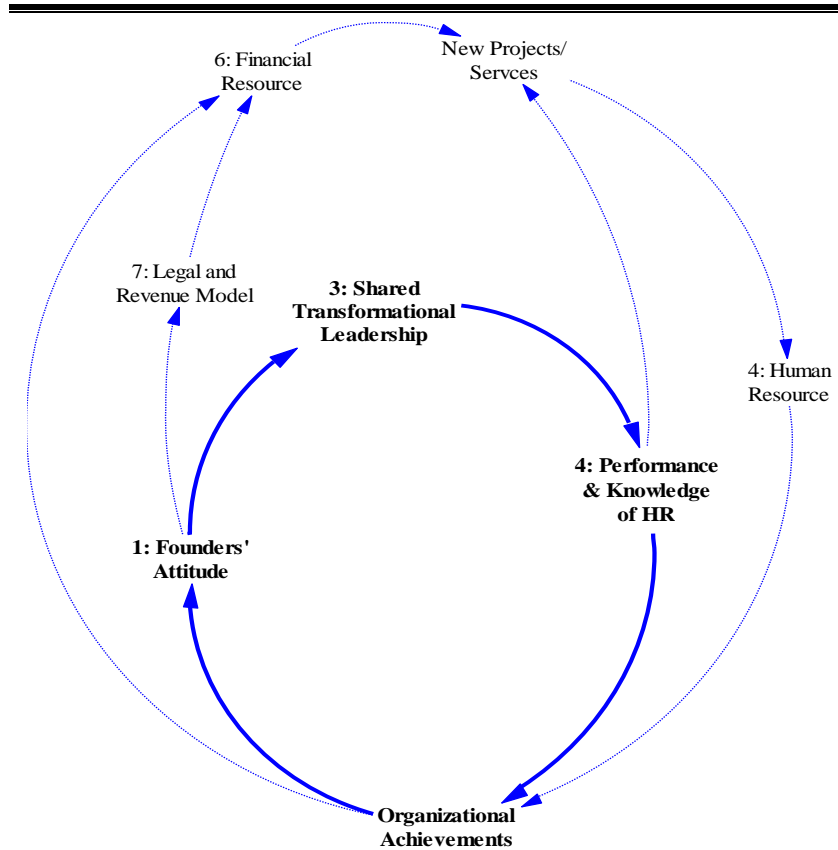 6: Financial
Resource
New Projects/
Servces
7: Legal and
Revenue Model
3: Shared
Transformational
Leadership
4: Human
Resource
4: Performance
& Knowledge
of HR
1: Founders'
Attitude
Organizational
Achievements